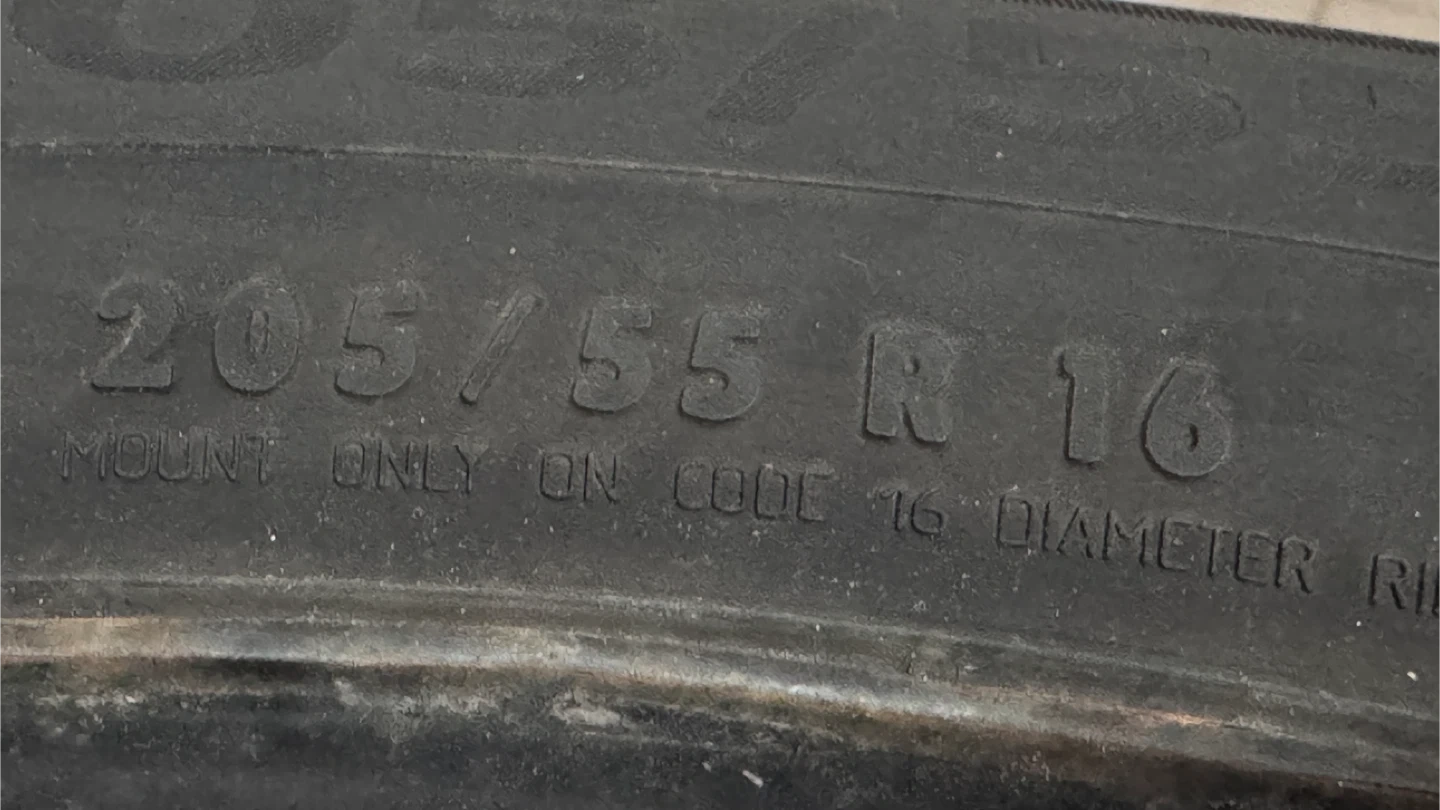 205/55 R 16
MOUNT ONLY ON CODE 16 DIAMETER